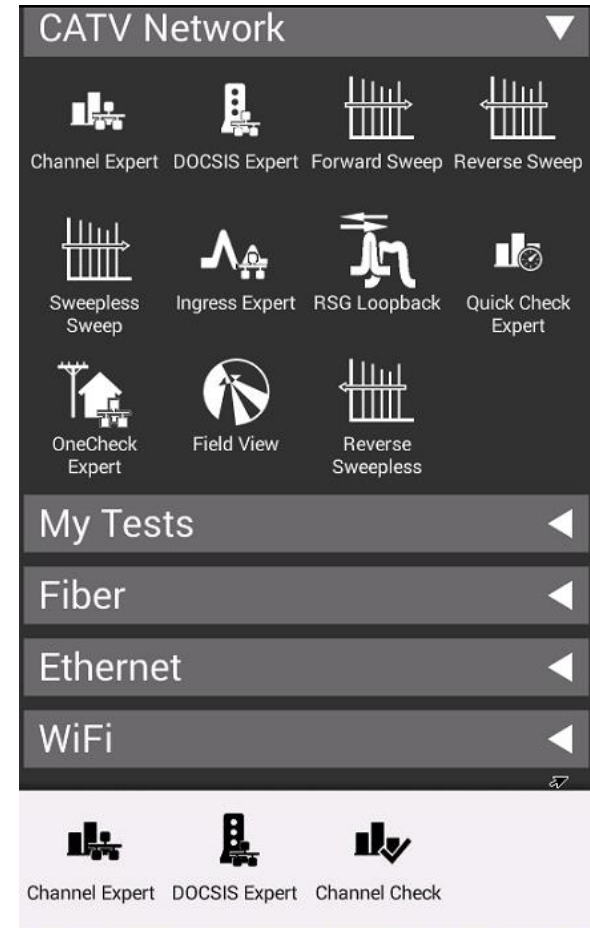 CATV Network
Channel Expert DOCSIS Expert Forward Sweep Reverse Sweep
Sweepless Sweep
Ingress Expert
RSG Loopback
Quick Check Expert
OneCheck Expert
Field View
Reverse Sweepless
My Tests
Fiber
Ethernet
WiFi
Channel Expert DOCSIS Expert Channel Check